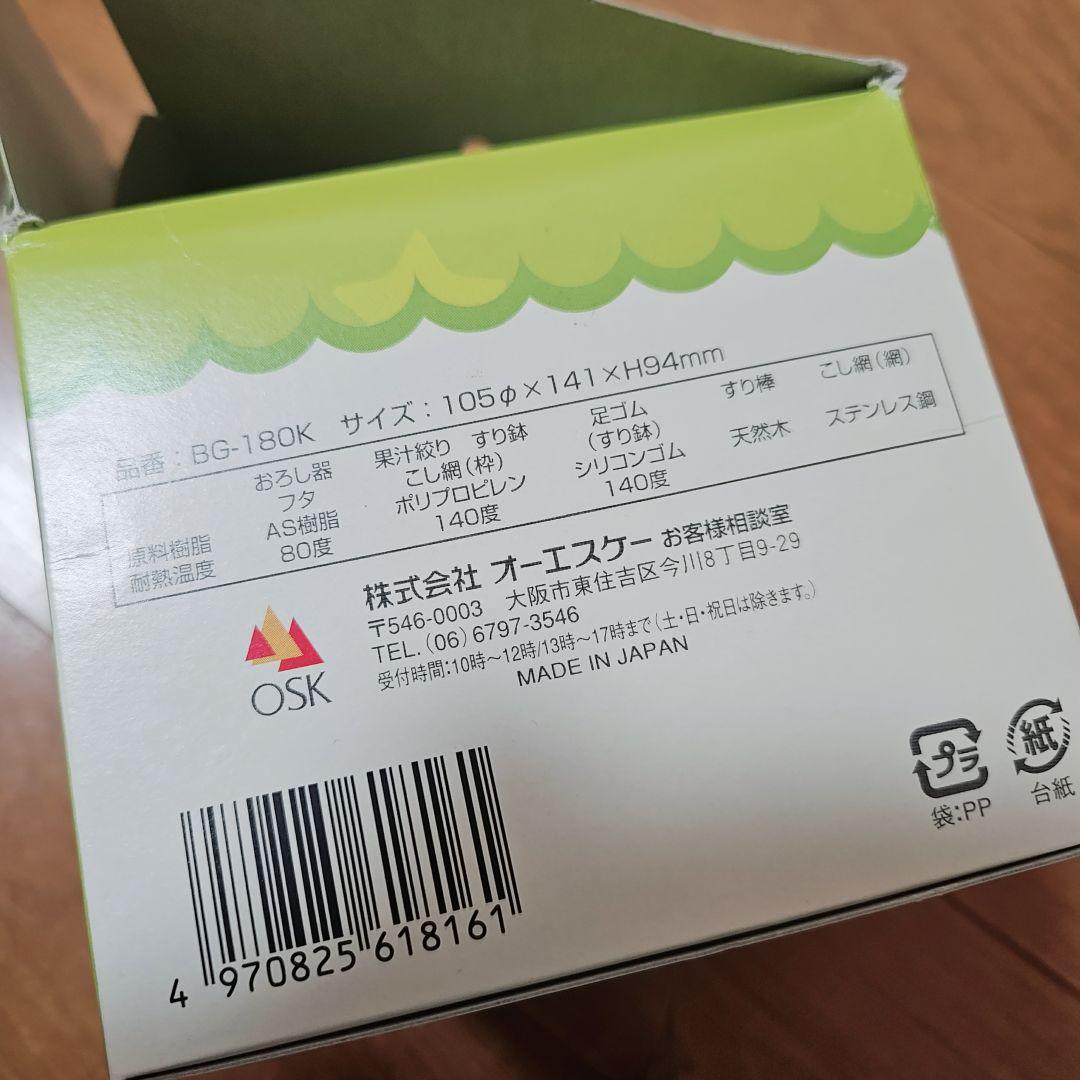 品番：BG-180K サイズ：105φ×141×H94mm
おろし器 果汁絞り すり鉢 足ゴム すり棒 こし網（網）
フタ こし網（枠） （すり鉢）
原料樹脂 AS樹脂 ポリプロピレン シリコンゴム 天然木 ステンレス鋼
耐熱温度 80度 140度 140度
株式会社 オーエスケー お客様相談室
〒546-0003 大阪市東住吉区今川8丁目9-29
TEL.（06）6797-3546
受付時間:10時～12時/13時～17時まで（土・日・祝日は除きます。）
MADE IN JAPAN
OSK
プラ
袋:PP
紙
台紙
4 970825 618161